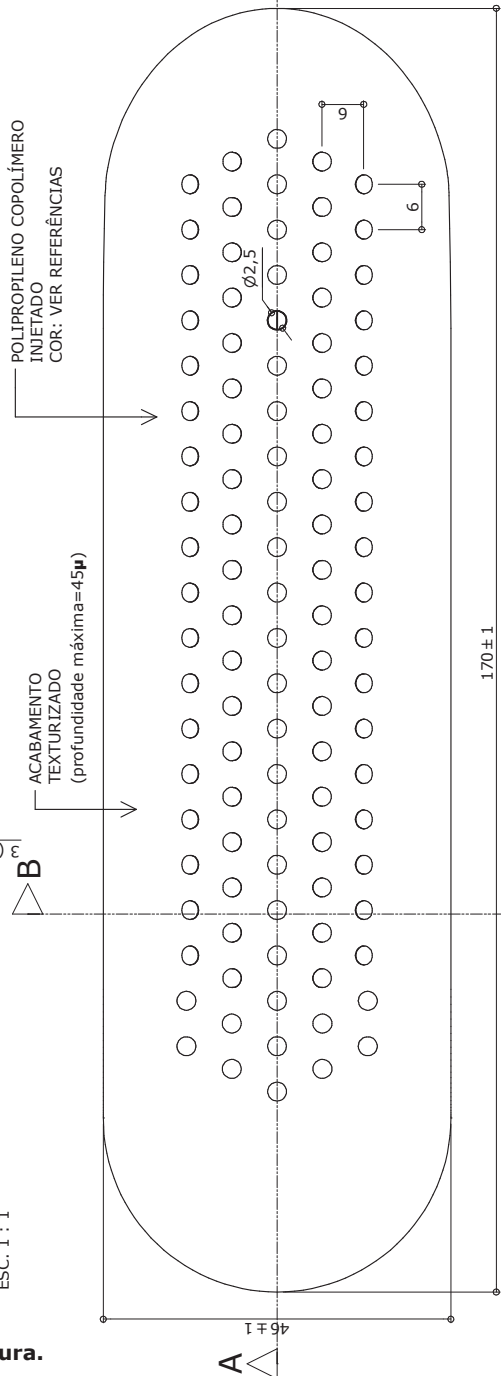 POLIPROPILENO COPOLÍMERO
INJETADO
COR: VER REFERÊNCIAS
ACABAMENTO
TEXTURIZADO
(profundidade máxima=45µ)
B
ESC. 1 : 1
Ø2,5
6
6
170±1
46±1
A
ura.